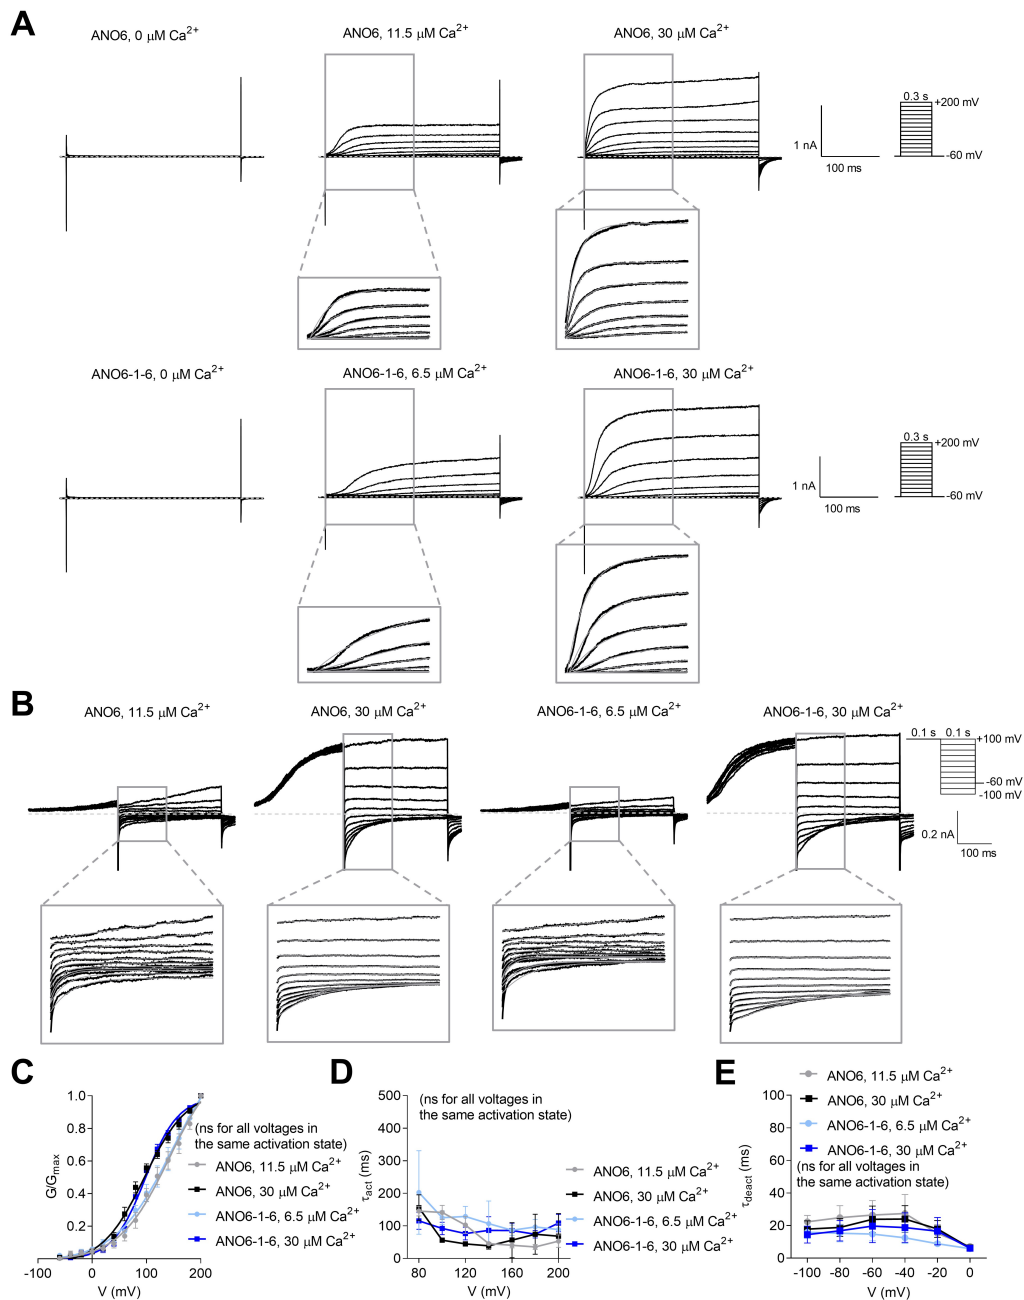 A
ANO6, 0 μM Ca2+
ANO6, 11.5 μM Ca2+
ANO6, 30 μM Ca2+
0.3 s
+200 mV
-60 mV
1 nA
100 ms
ANO6-1-6, 0 μM Ca2+
ANO6-1-6, 6.5 μM Ca2+
ANO6-1-6, 30 μM Ca2+
0.3 s
+200 mV
-60 mV
1 nA
100 ms
B
ANO6, 11.5 μM Ca2+
ANO6, 30 μM Ca2+
ANO6-1-6, 6.5 μM Ca2+
ANO6-1-6, 30 μM Ca2+
0.1 s 0.1 s
+100 mV
-60 mV
-100 mV
0.2 nA
100 ms
C
G/Gmax
1.0
0.8
0.6
0.4
0.2
0
-100 0 100 200
V (mV)
(ns for all voltages in
the same activation state)
ANO6, 11.5 μM Ca2+
ANO6, 30 μM Ca2+
ANO6-1-6, 6.5 μM Ca2+
ANO6-1-6, 30 μM Ca2+
D
τact (ms)
500
400
300
200
100
0
80 120 160 200
V (mV)
(ns for all voltages in
the same activation state)
ANO6, 11.5 μM Ca2+
ANO6, 30 μM Ca2+
ANO6-1-6, 6.5 μM Ca2+
ANO6-1-6, 30 μM Ca2+
E
ANO6, 11.5 μM Ca2+
ANO6, 30 μM Ca2+
ANO6-1-6, 6.5 μM Ca2+
ANO6-1-6, 30 μM Ca2+
(ns for all voltages in
the same activation state)
τdeact (ms)
100
80
60
40
20
0
-100 -80 -60 -40 -20 0
V (mV)